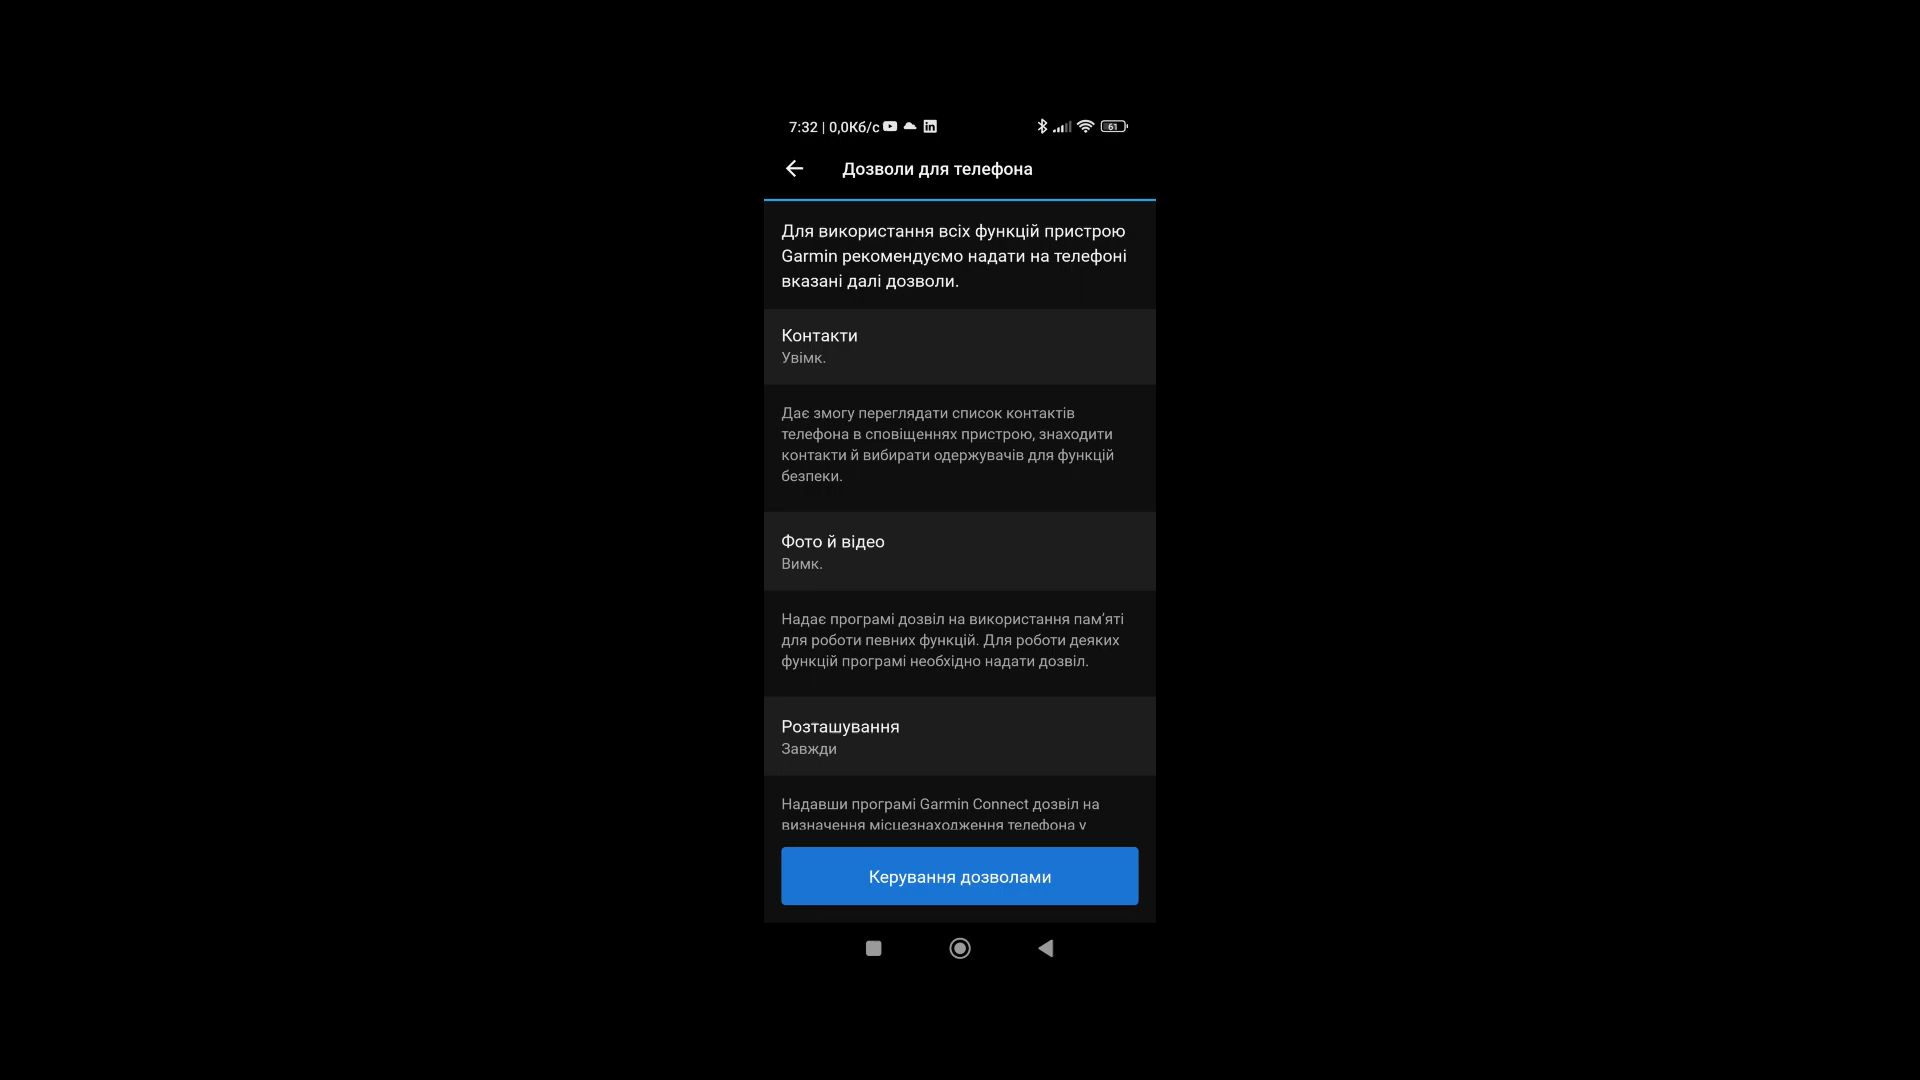 7:32 | 0,0Кб/с
61
Дозволи для телефона
Для використання всіх функцій пристрою
Garmin рекомендуємо надати на телефоні
вказані далі дозволи.
Контакти
Увімк.
Дає змогу переглядати список контактів
телефона в сповіщеннях пристрою, знаходити
контакти й вибирати одержувачів для функцій
безпеки.
Фото й відео
Вимк.
Надає програмі дозвіл на використання пам’яті
для роботи певних функцій. Для роботи деяких
функцій програмі необхідно надати дозвіл.
Розташування
Завжди
Надавши програмі Garmin Connect дозвіл на
визначення місцезнаходження телефона у
Керування дозволами